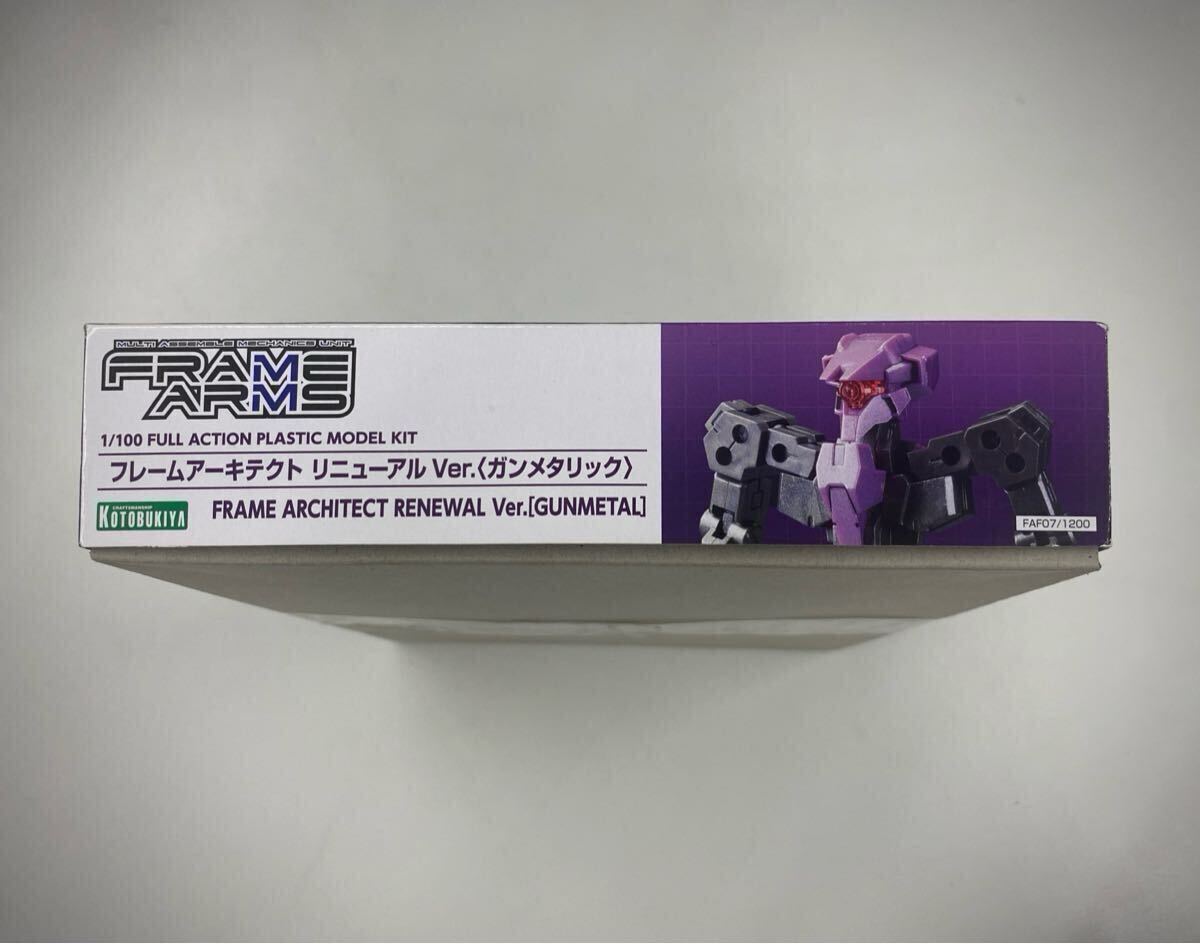 MULTI ASSEMBLE MECHANICS UNIT
FRAME
ARMS
1/100 FULL ACTION PLASTIC MODEL KIT
フレームアーキテクト リニューアル Ver.〈ガンメタリック〉
CRAFTSMANSHIP
KOTOBUKIYA
FRAME ARCHITECT RENEWAL Ver.[GUNMETAL]
FAF07/1200